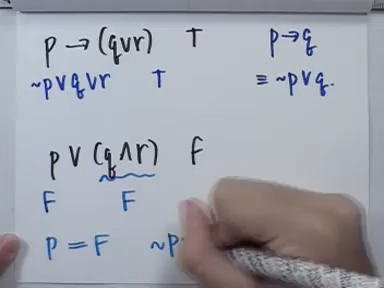 p → (q∨r) T p→q
~p∨q∨r T ≡ ~p∨q.
p ∨ (q∧r) F
F F
p = F ~p